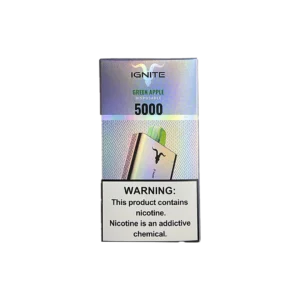 IGNITE
GREEN APPLE
5000
WARNING:
This product contains
nicotine.
Nicotine is an addictive
chemical.